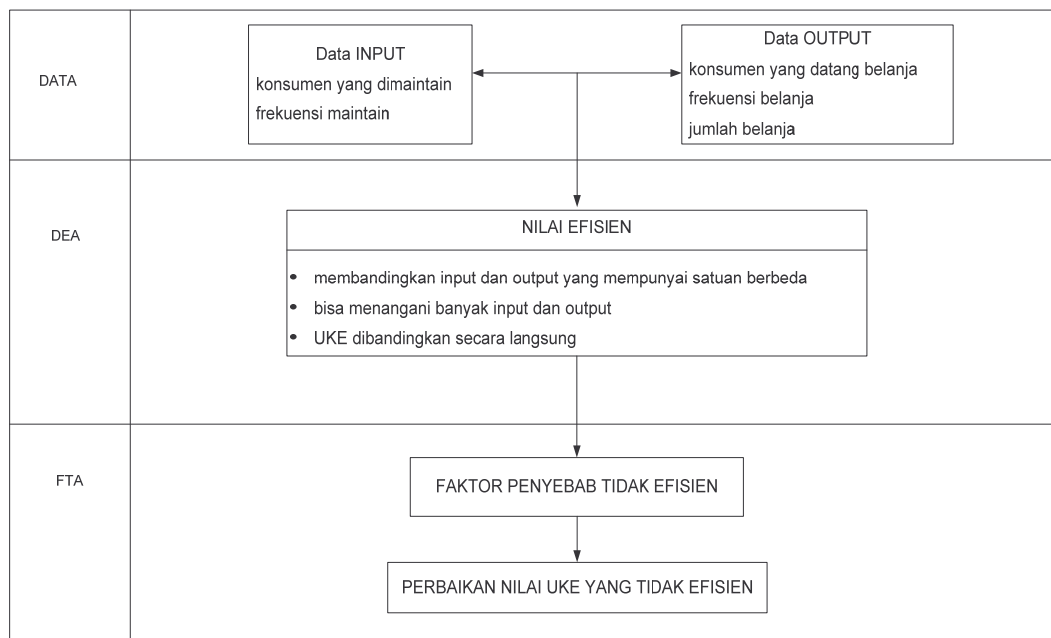 DATA
Data INPUT
konsumen yang dimaintain
frekuensi maintain
Data OUTPUT
konsumen yang datang belanja
frekuensi belanja
jumlah belanja
DEA
NILAI EFISIEN
• membandingkan input dan output yang mempunyai satuan berbeda
• bisa menangani banyak input dan output
• UKE dibandingkan secara langsung
FTA
FAKTOR PENYEBAB TIDAK EFISIEN
PERBAIKAN NILAI UKE YANG TIDAK EFISIEN